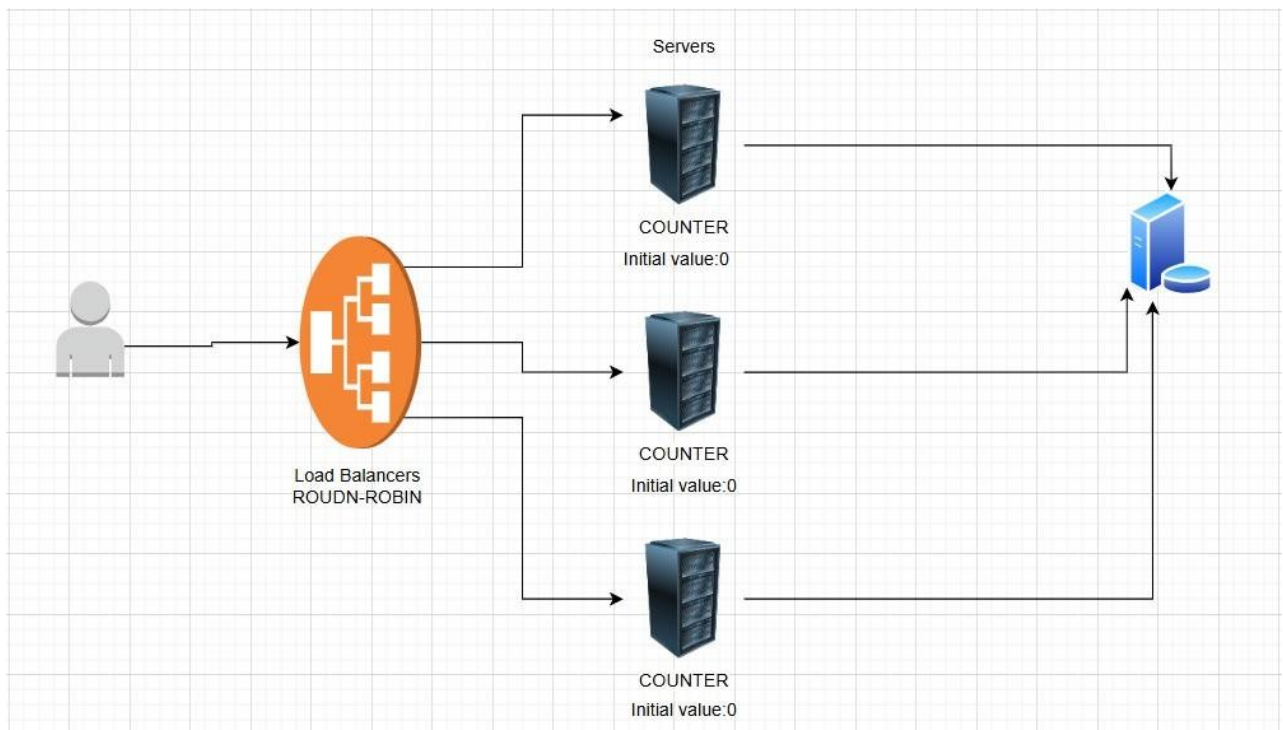 Servers
COUNTER
Initial value:0
Load Balancers
ROUDN-ROBIN
COUNTER
Initial value:0
COUNTER
Initial value:0